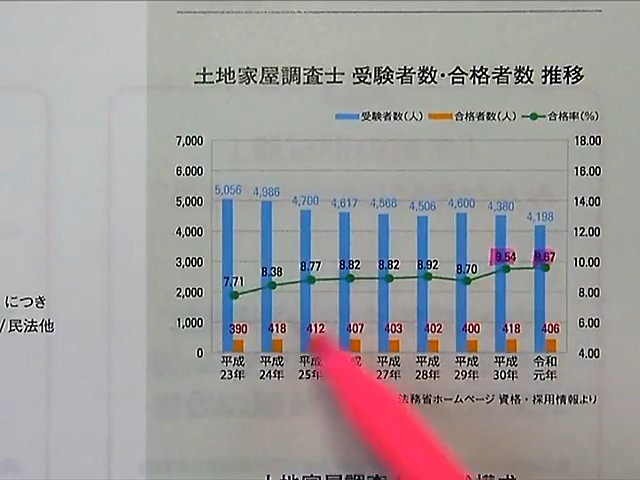 土地家屋調査士 受験者数・合格者数 推移
受験者数(人) 合格者数(人) 合格率(%)
7,000 18.00
6,000 16.00
5,000 14.00
4,000 12.00
3,000 10.00
2,000 8.00
1,000 6.00
0 4.00
5,056 4,986 4,700 4,617 4,568 4,506 4,600 4,380 4,198
7.71 8.38 8.77 8.82 8.82 8.92 8.70 9.54 9.67
390 418 412 407 403 402 400 418 406
平成 平成 平成 平成 平成 平成 平成 令和
23年 24年 25年 27年 28年 29年 30年 元年
法務省ホームページ 資格・採用情報より
につき
/民法他